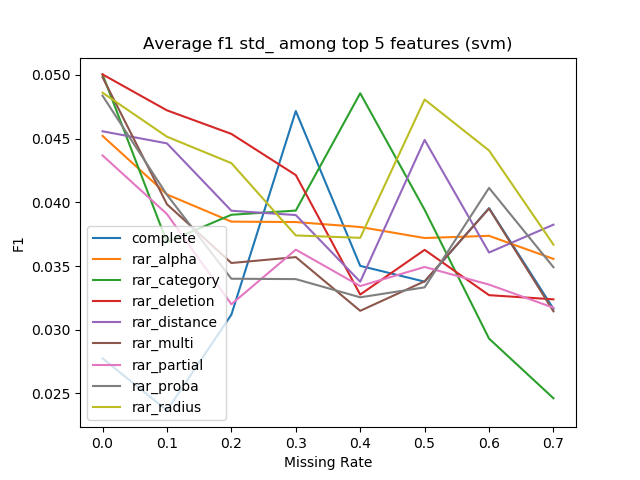 Average f1 std_ among top 5 features (svm)
F1
0.050
0.045
0.040
0.035
0.030
0.025
complete
rar_alpha
rar_category
rar_deletion
rar_distance
rar_multi
rar_partial
rar_proba
rar_radius
0.0 0.1 0.2 0.3 0.4 0.5 0.6 0.7
Missing Rate